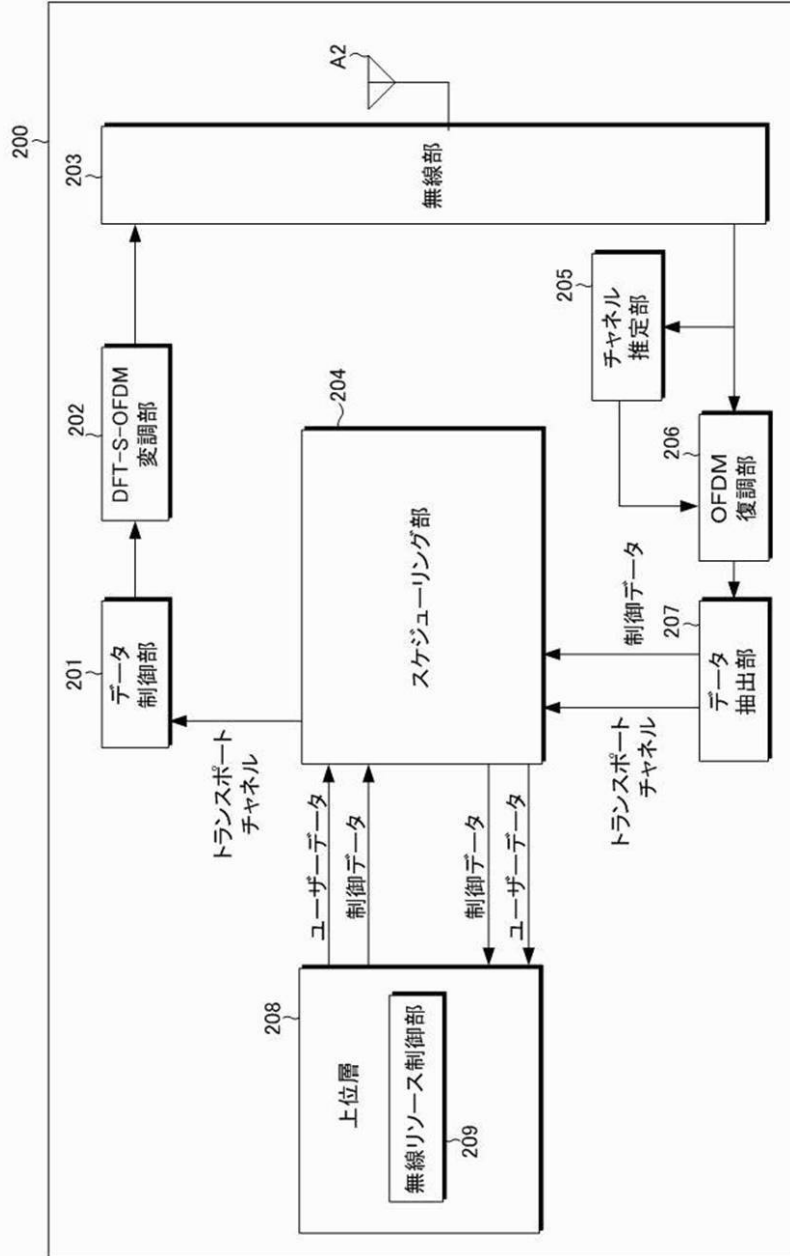 200
208
上位層
無線リソース制御部
209
ユーザーデータ
制御データ
制御データ
ユーザーデータ
トランスポート
チャネル
トランスポート
チャネル
制御データ
201
データ
制御部
202
DFT-S-OFDM
変調部
203
無線部
A2
204
スケジューリング部
205
チャネル
推定部
206
OFDM
復調部
207
データ
抽出部